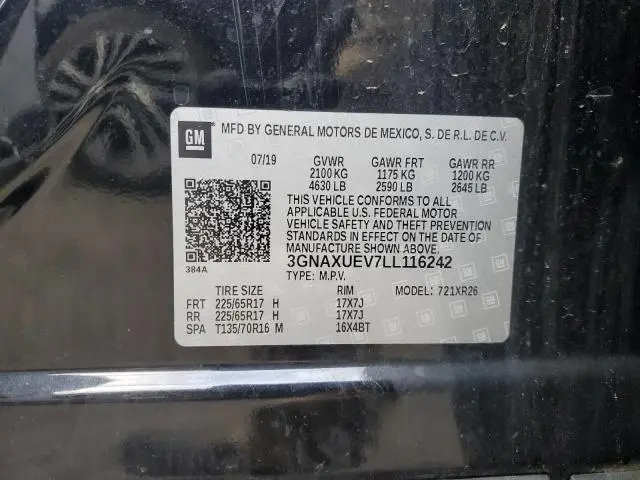 GM MFD BY GENERAL MOTORS DE MEXICO, S. DE R.L. DE C.V.
07/19 GVWR GAWR FRT GAWR RR
2100 KG 1175 KG 1200 KG
4630 LB 2590 LB 2645 LB
THIS VEHICLE CONFORMS TO ALL
APPLICABLE U.S. FEDERAL MOTOR
VEHICLE SAFETY AND THEFT PREVENTION
STANDARDS IN EFFECT ON THE DATE OF
MANUFACTURE SHOWN ABOVE.
384A 3GNAXUEV7LL116242
TYPE: M.P.V.
TIRE SIZE RIM MODEL: 721XR26
FRT 225/65R17 H 17X7J
RR 225/65R17 H 17X7J
SPA T135/70R16 M 16X4BT